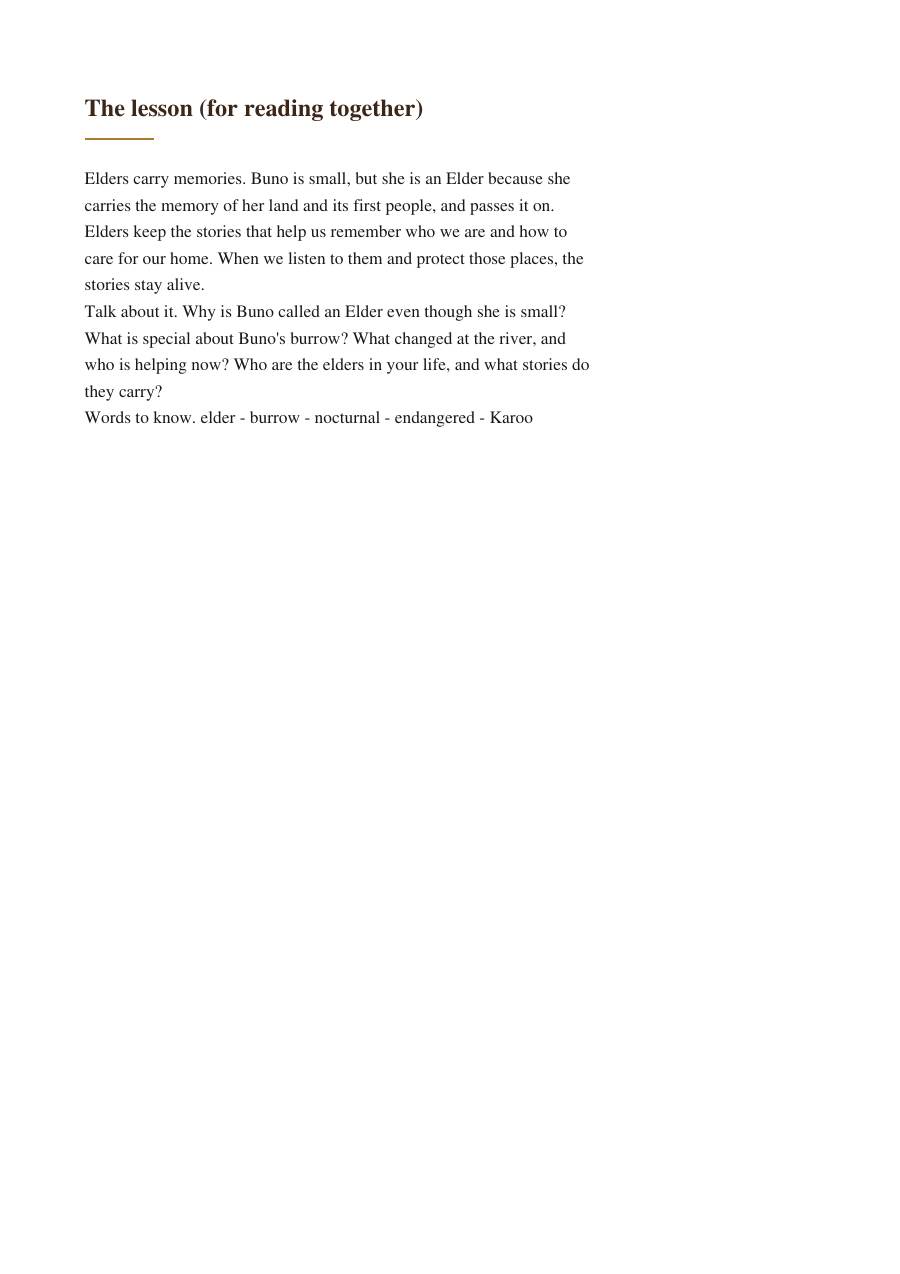 The lesson (for reading together)
Elders carry memories. Buno is small, but she is an Elder because she
carries the memory of her land and its first people, and passes it on.
Elders keep the stories that help us remember who we are and how to
care for our home. When we listen to them and protect those places, the
stories stay alive.
Talk about it. Why is Buno called an Elder even though she is small?
What is special about Buno's burrow? What changed at the river, and
who is helping now? Who are the elders in your life, and what stories do
they carry?
Words to know. elder - burrow - nocturnal - endangered - Karoo